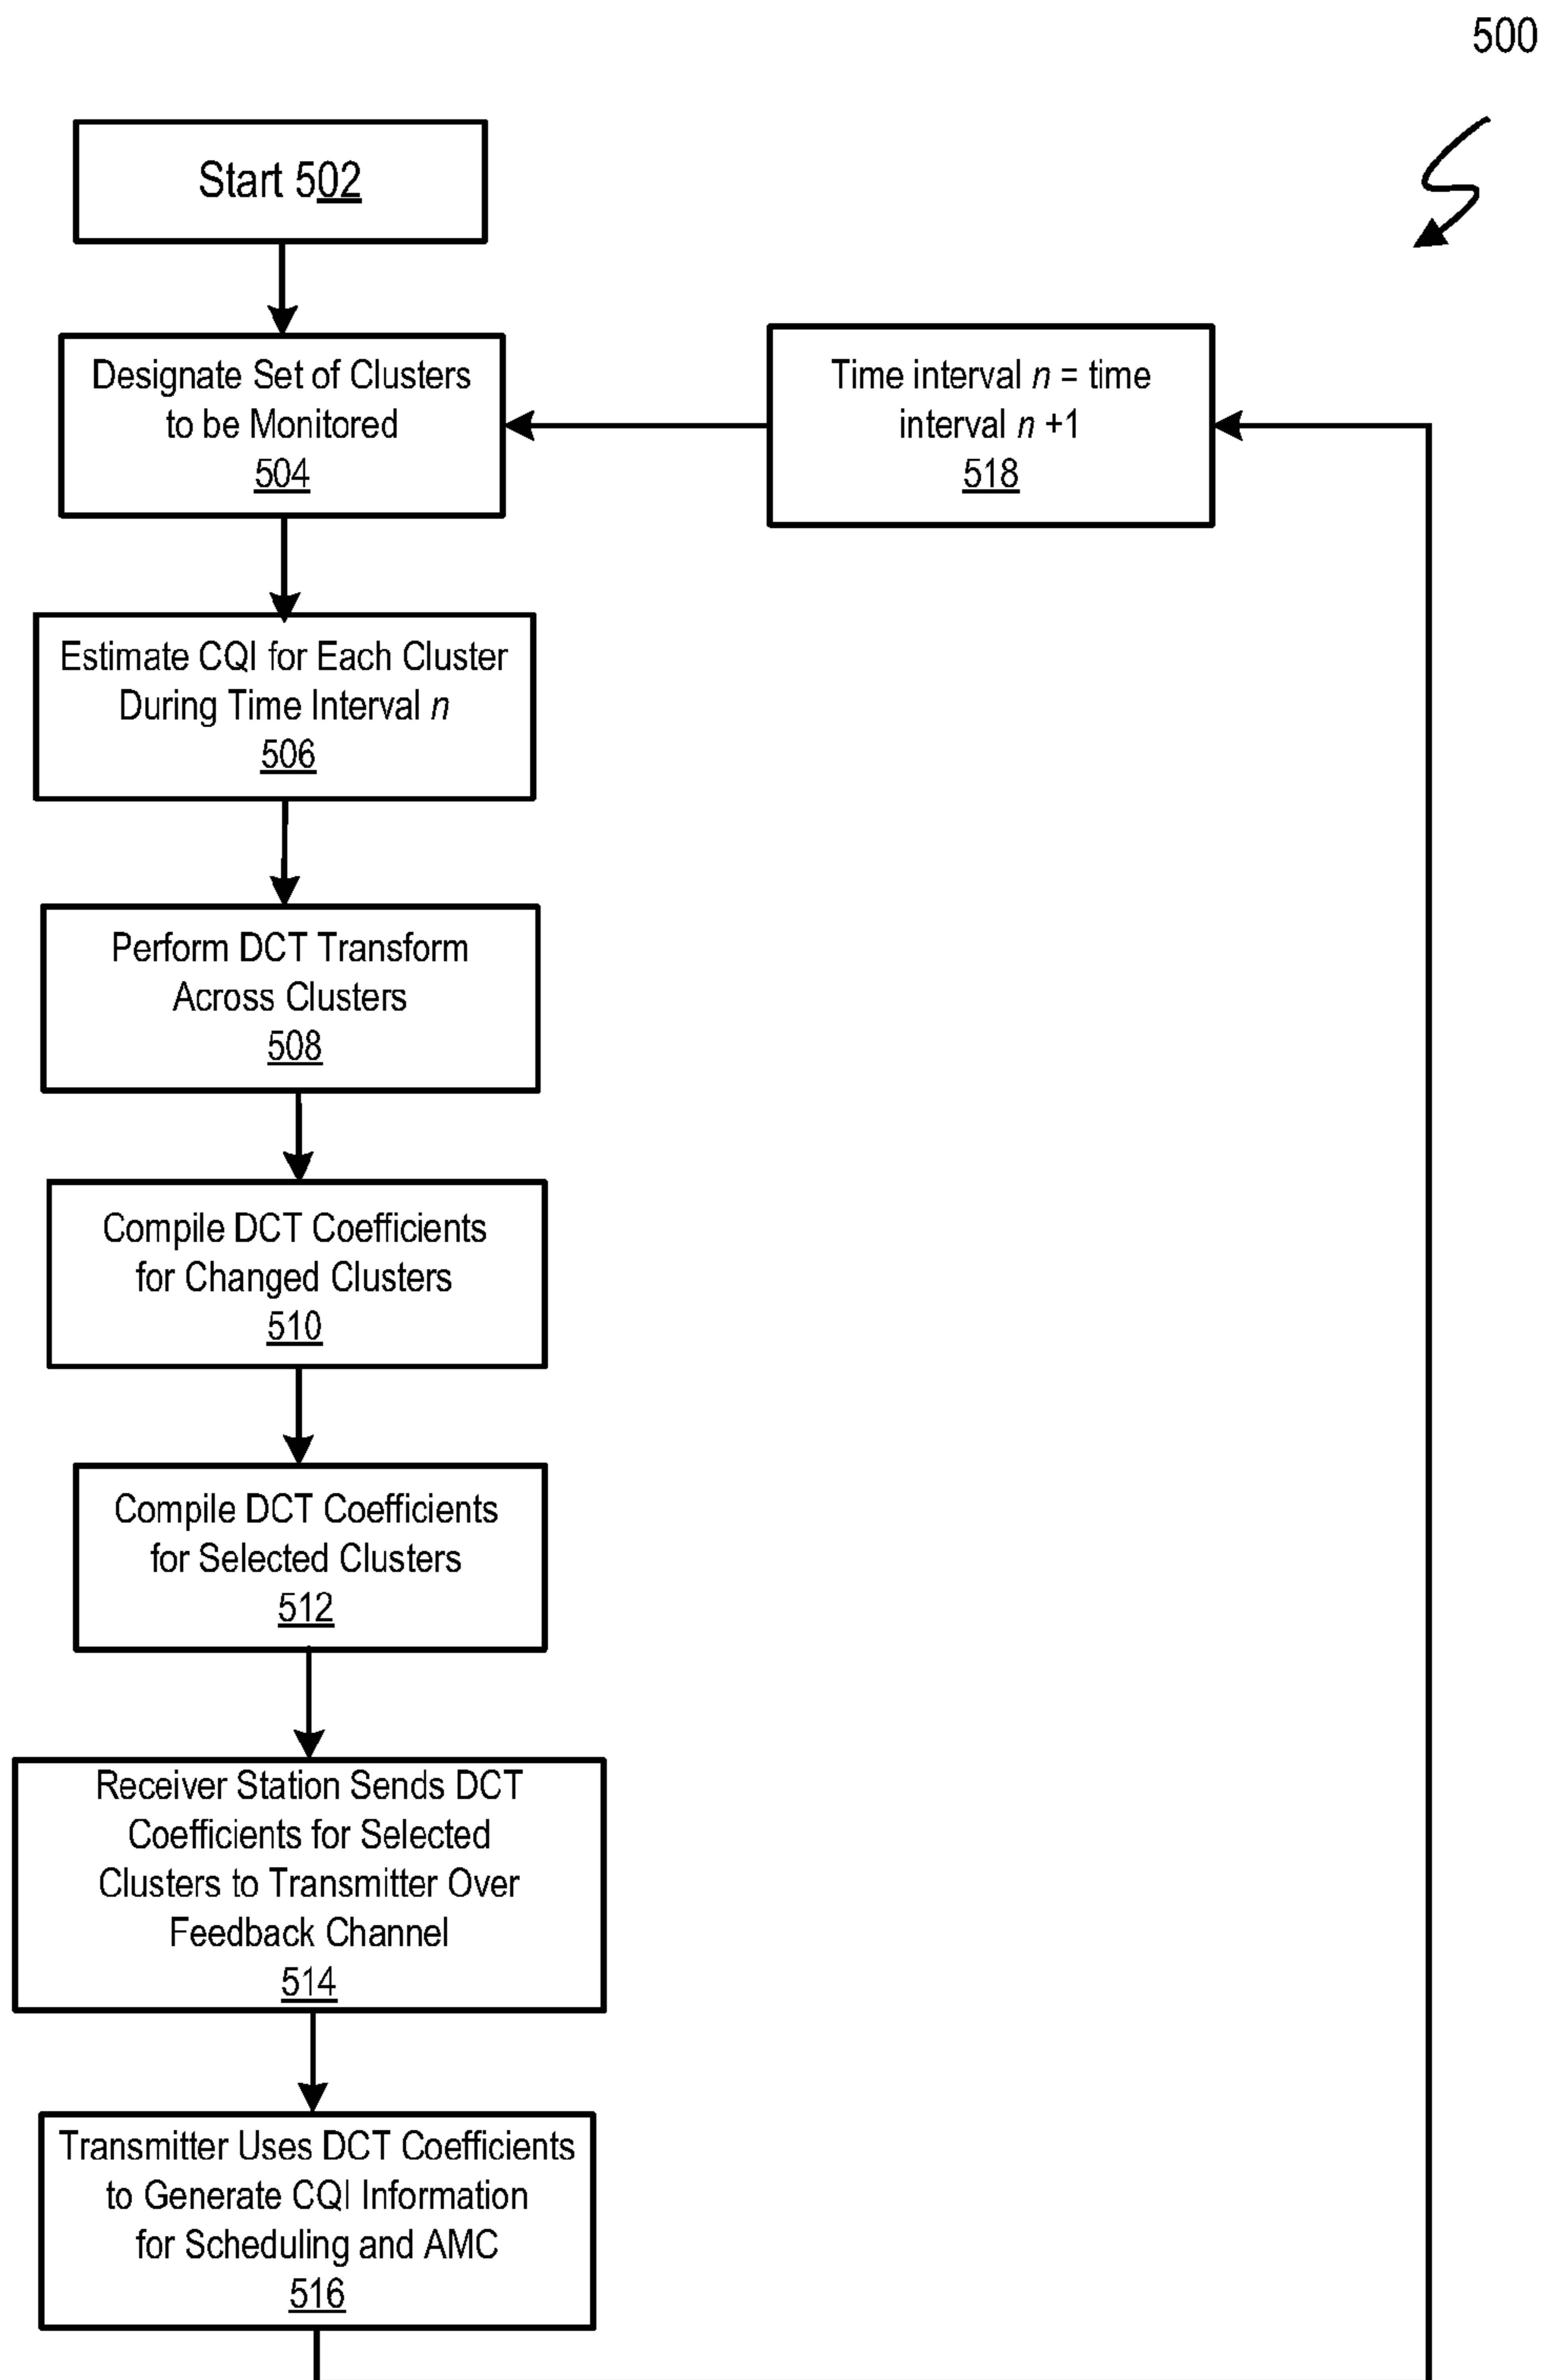 500
Start 502
Designate Set of Clusters
to be Monitored
504
Time interval n = time
interval n +1
518
Estimate CQI for Each Cluster
During Time Interval n
506
Perform DCT Transform
Across Clusters
508
Compile DCT Coefficients
for Changed Clusters
510
Compile DCT Coefficients
for Selected Clusters
512
Receiver Station Sends DCT
Coefficients for Selected
Clusters to Transmitter Over
Feedback Channel
514
Transmitter Uses DCT Coefficients
to Generate CQI Information
for Scheduling and AMC
516